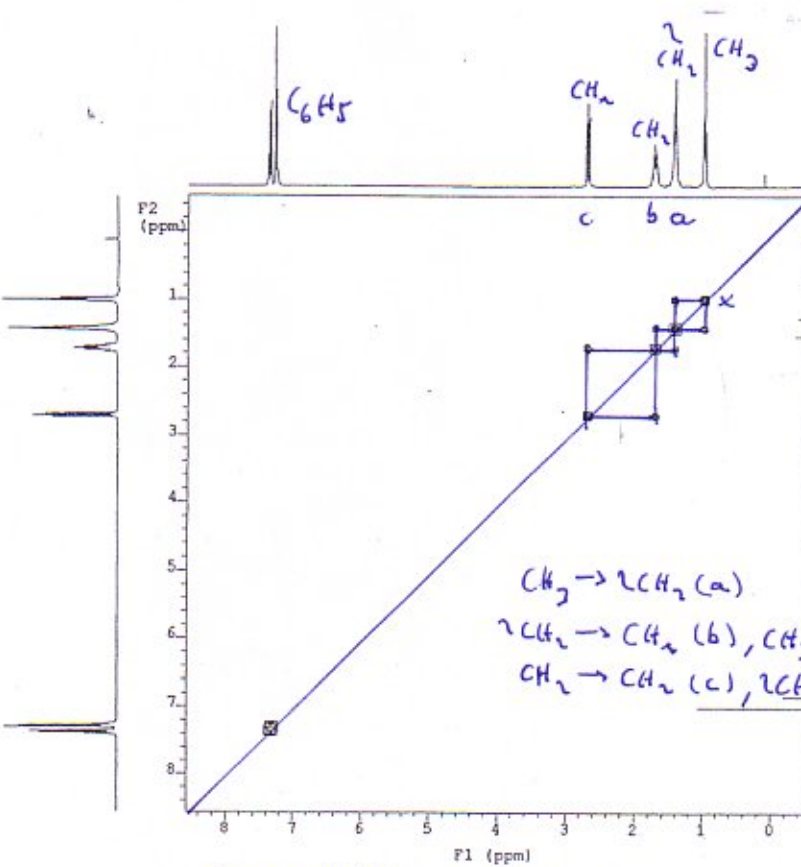 2
C₆H₅ CH₂ CH₂ CH₂ CH₃
F2
(ppm)
c b a
1
x
2
3
4
5
CH₃ → 2CH₂ (a)
6
2CH₂ → CH₂ (b), CH₃
7
CH₂ → CH₂ (c), 2CH
8
8 7 6 5 4 3 2 1 0
F1 (ppm)